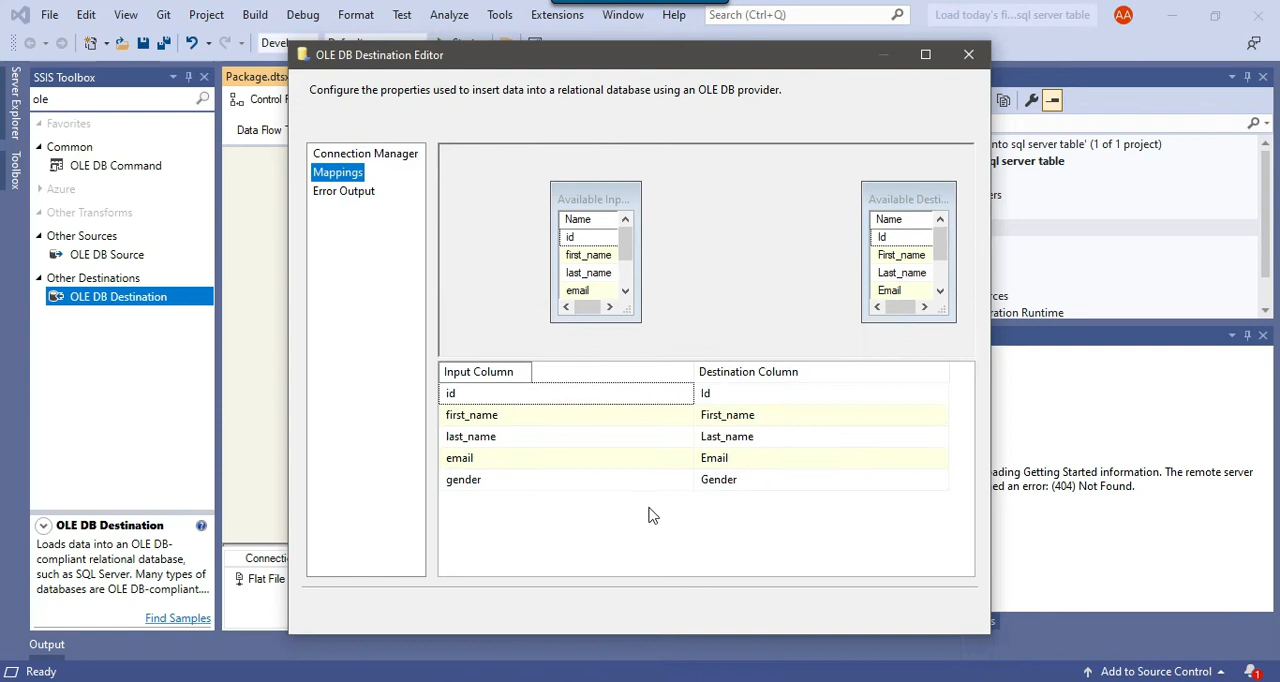 File Edit View Git Project Build Debug Format Test Analyze Tools Extensions Window Help Search (Ctrl+Q) Load today's fi...sql server table AA
SSIS Toolbox
Package.dtsx
OLE DB Destination Editor
Configure the properties used to insert data into a relational database using an OLE DB provider.
Server Explorer
Toolbox
ole
Favorites
Common
OLE DB Command
Azure
Other Transforms
Other Sources
OLE DB Source
Other Destinations
OLE DB Destination
OLE DB Destination
Loads data into an OLE DB-
compliant relational database,
such as SQL Server. Many types of
databases are OLE DB-compliant....
Find Samples
Data Flow
Flat File
Connection Manager
Mappings
Error Output
Available Inp...
Name
id
first_name
last_name
email
Available Desti...
Name
Id
First_name
Last_name
Email
Input Column Destination Column
id Id
first_name First_name
last_name Last_name
email Email
gender Gender
nto sql server table' (1 of 1 project)
ql server table
ration Runtime
ading Getting Started information. The remote server
ed an error: (404) Not Found.
Output
Ready
Add to Source Control
1